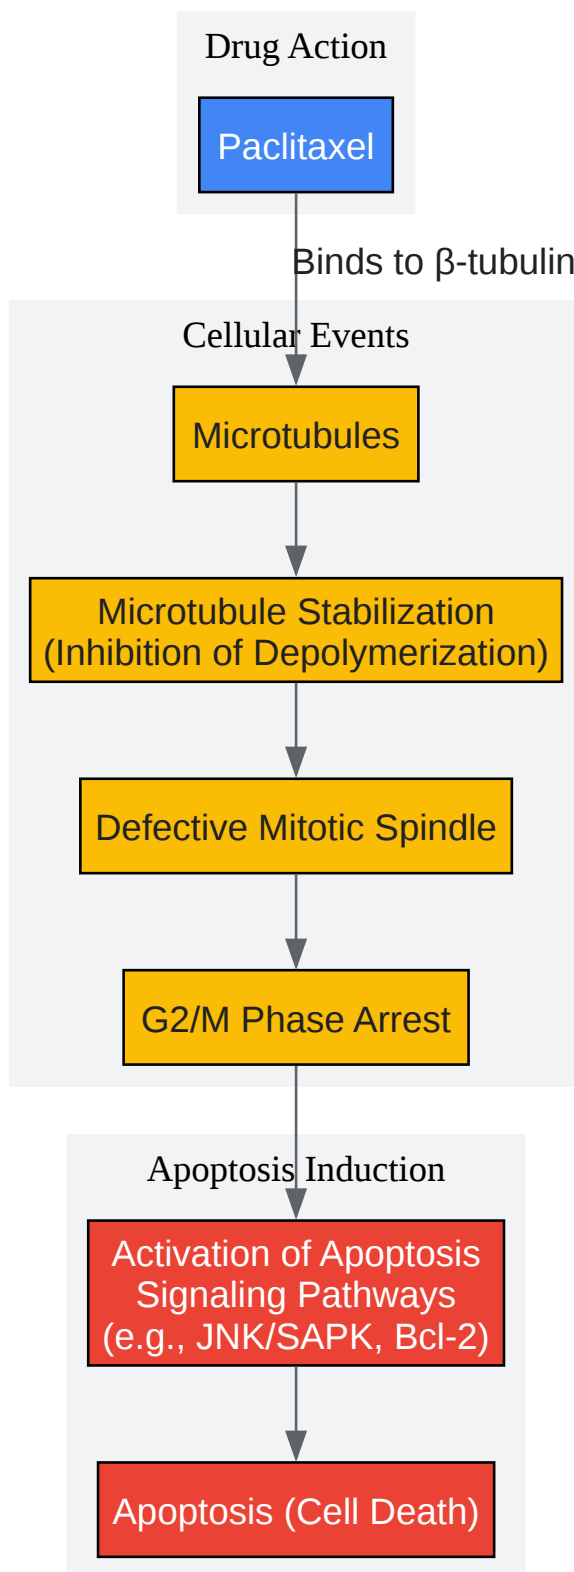 Drug Action
Paclitaxel
Binds to β-tubulin
Cellular Events
Microtubules
Microtubule Stabilization
(Inhibition of Depolymerization)
Defective Mitotic Spindle
G2/M Phase Arrest
Apoptosis Induction
Activation of Apoptosis
Signaling Pathways
(e.g., JNK/SAPK, Bcl-2)
Apoptosis (Cell Death)